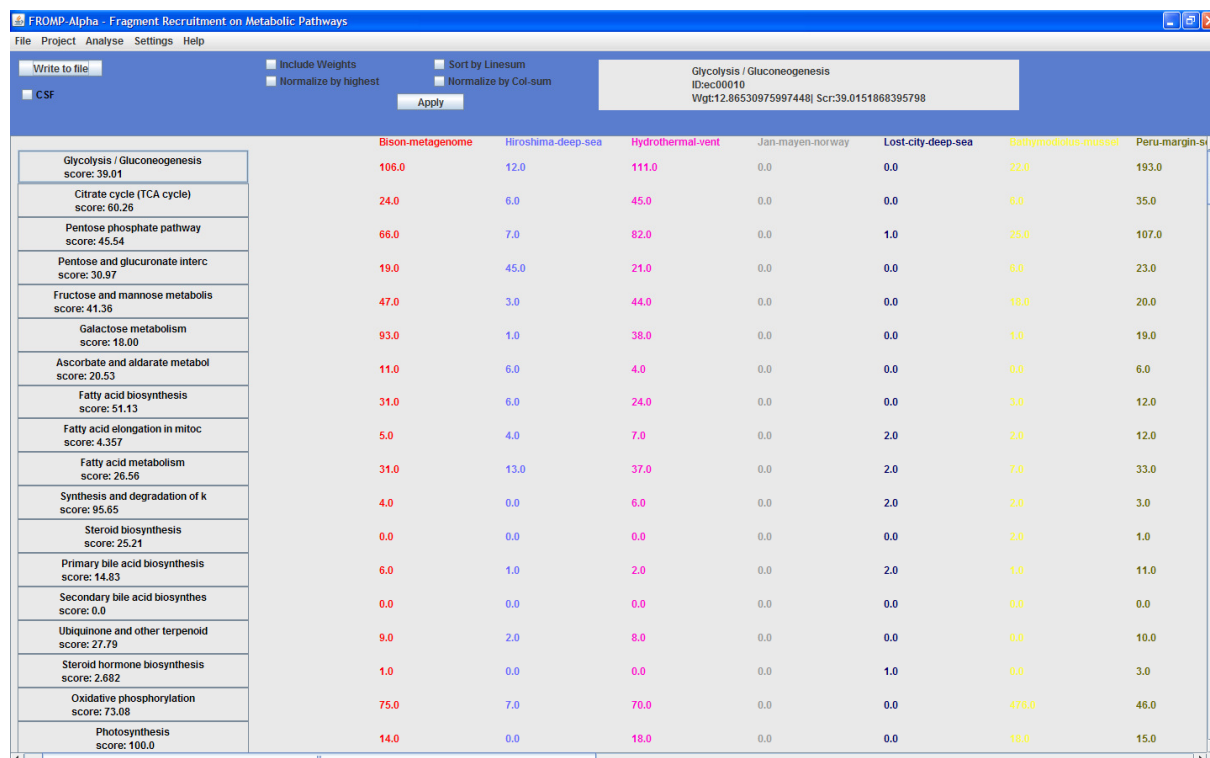 FROMP-Alpha - Fragment Recruitment on Metabolic Pathways
File Project Analyse Settings Help
Write to file
CSF
Include Weights
Sort by Linesum
Normalize by highest
Normalize by Col-sum
Apply
Glycolysis / Gluconeogenesis
ID:ec00010
Wgt:12.86530975997448| Scr:39.0151868395798
Bison-metagenome Hiroshima-deep-sea Hydrothermal-vent Jan-mayen-norway Lost-city-deep-sea Peru-margin-s
Glycolysis / Gluconeogenesis
score: 39.01
106.0 12.0 111.0 0.0 0.0 193.0
Citrate cycle (TCA cycle)
score: 60.26
24.0 6.0 45.0 0.0 0.0 35.0
Pentose phosphate pathway
score: 45.54
66.0 7.0 82.0 0.0 1.0 107.0
Pentose and glucuronate interc
score: 30.97
19.0 45.0 21.0 0.0 0.0 23.0
Fructose and mannose metabolis
score: 41.36
47.0 3.0 44.0 0.0 0.0 20.0
Galactose metabolism
score: 18.00
93.0 1.0 38.0 0.0 0.0 19.0
Ascorbate and aldarate metabol
score: 20.53
11.0 6.0 4.0 0.0 0.0 6.0
Fatty acid biosynthesis
score: 51.13
31.0 6.0 24.0 0.0 0.0 12.0
Fatty acid elongation in mitoc
score: 4.357
5.0 4.0 7.0 0.0 2.0 12.0
Fatty acid metabolism
score: 26.56
31.0 13.0 37.0 0.0 2.0 33.0
Synthesis and degradation of k
score: 95.65
4.0 0.0 6.0 0.0 2.0 3.0
Steroid biosynthesis
score: 25.21
0.0 0.0 0.0 0.0 0.0 1.0
Primary bile acid biosynthesis
score: 14.83
6.0 1.0 2.0 0.0 2.0 11.0
Secondary bile acid biosynthes
score: 0.0
0.0 0.0 0.0 0.0 0.0 0.0
Ubiquinone and other terpenoid
score: 27.79
9.0 2.0 8.0 0.0 0.0 10.0
Steroid hormone biosynthesis
score: 2.682
1.0 0.0 0.0 0.0 1.0 3.0
Oxidative phosphorylation
score: 73.08
75.0 7.0 70.0 0.0 0.0 46.0
Photosynthesis
score: 100.0
14.0 0.0 18.0 0.0 0.0 15.0